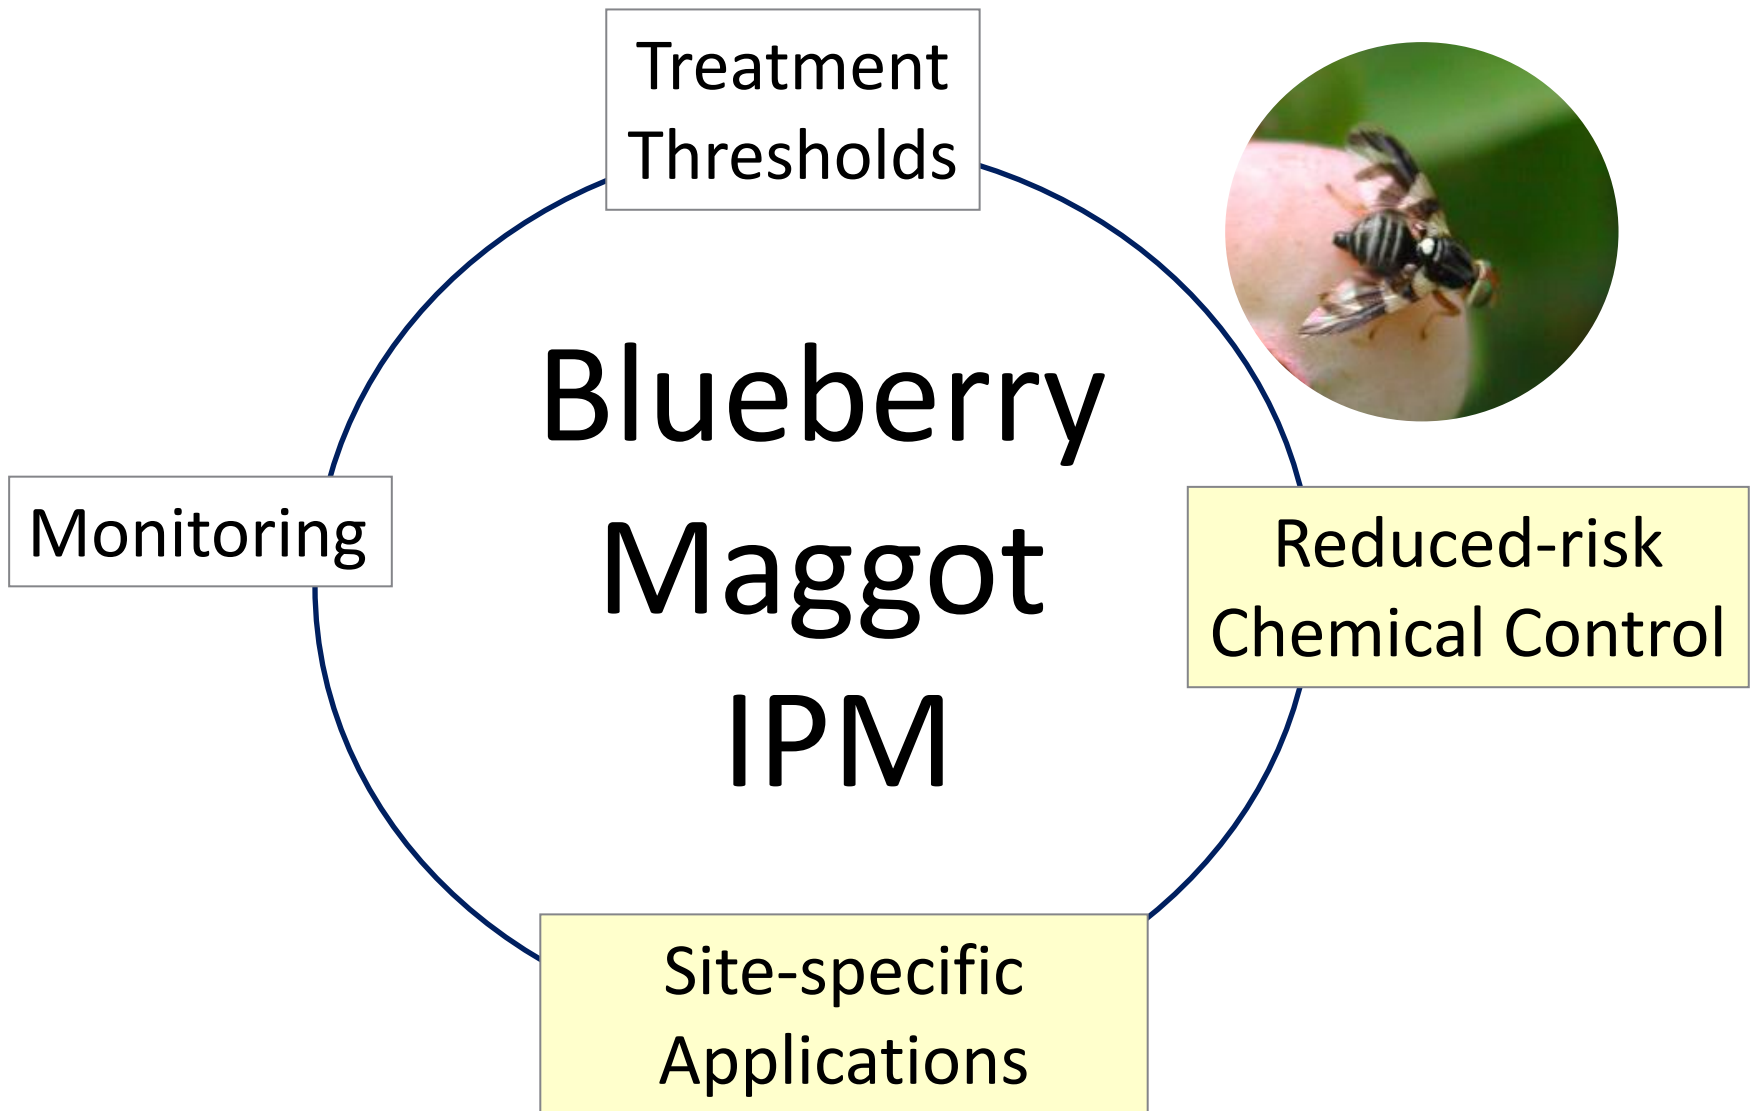 Treatment
Thresholds
Blueberry
Maggot
IPM
Monitoring
Reduced-risk
Chemical Control
Site-specific
Applications